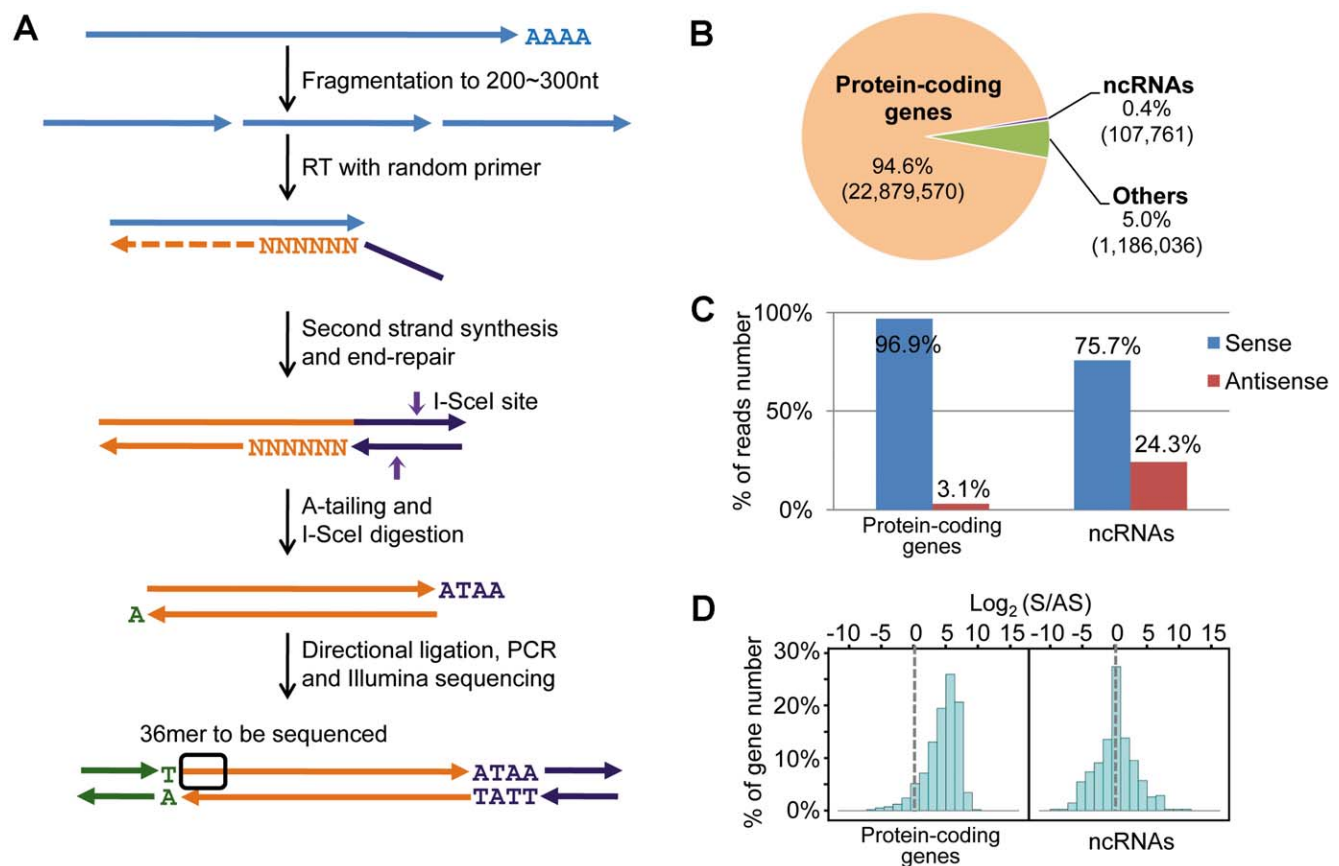 A
AAAA
Fragmentation to 200~300nt
RT with random primer
NNNNNN
Second strand synthesis
and end-repair
I-SceI site
NNNNNN
A-tailing and
I-SceI digestion
ATAA
A
Directional ligation, PCR
and Illumina sequencing
36mer to be sequenced
T
ATAA
A
TATT
B
Protein-coding
genes
94.6%
(22,879,570)
ncRNAs
0.4%
(107,761)
Others
5.0%
(1,186,036)
C
% of reads number
100%
50%
0%
96.9%
3.1%
75.7%
24.3%
Sense
Antisense
Protein-coding
genes
ncRNAs
D
Log2 (S/AS)
-10 -5 0 5 10 15
-10 -5 0 5 10 15
% of gene number
30%
20%
10%
0%
Protein-coding
genes
ncRNAs